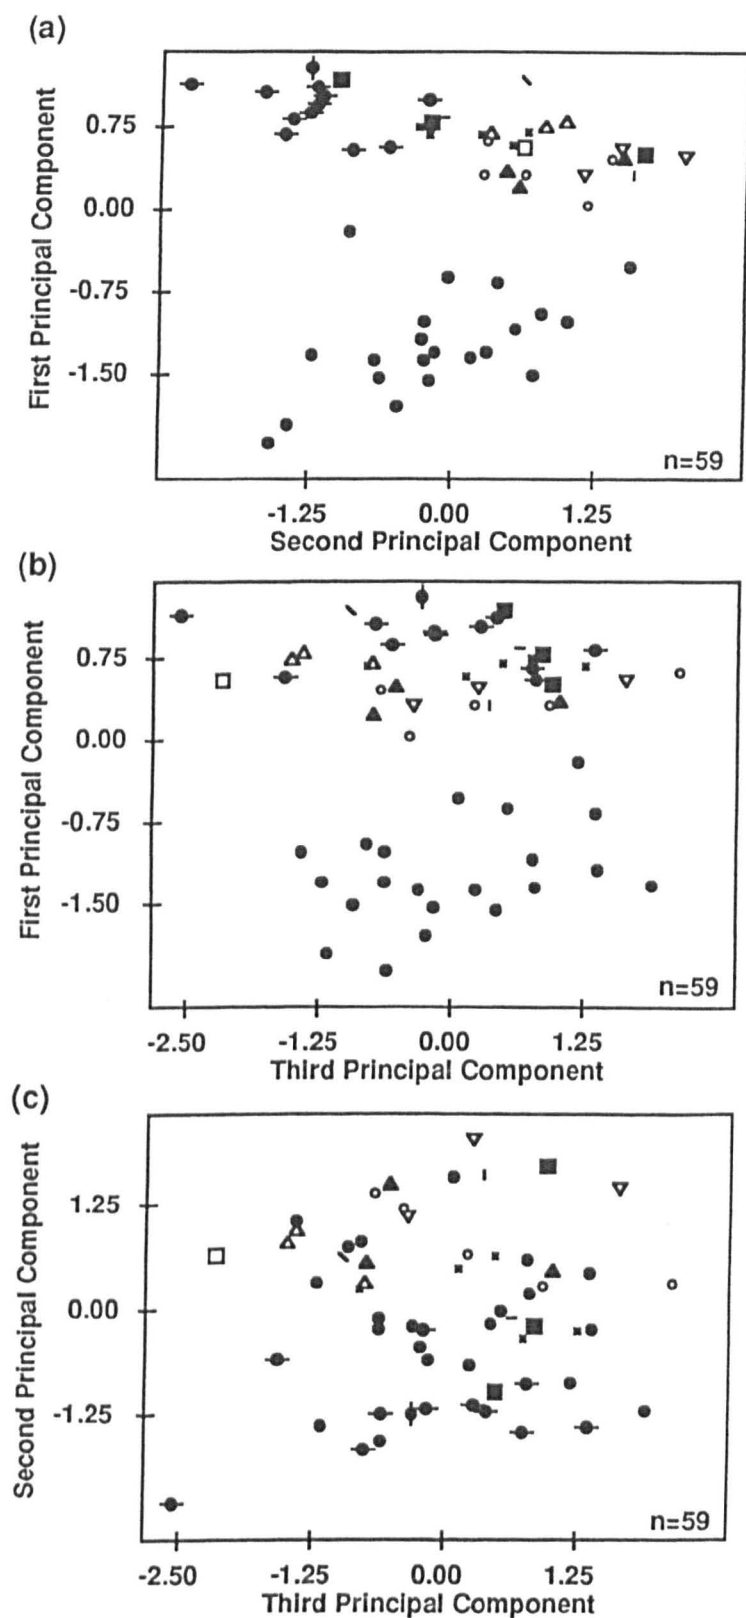 (a)
First Principal Component
0.75
0.00
-0.75
-1.50
n=59
-1.25 0.00 1.25
Second Principal Component
(b)
First Principal Component
0.75
0.00
-0.75
-1.50
n=59
-2.50 -1.25 0.00 1.25
Third Principal Component
(c)
Second Principal Component
1.25
0.00
-1.25
n=59
-2.50 -1.25 0.00 1.25
Third Principal Component